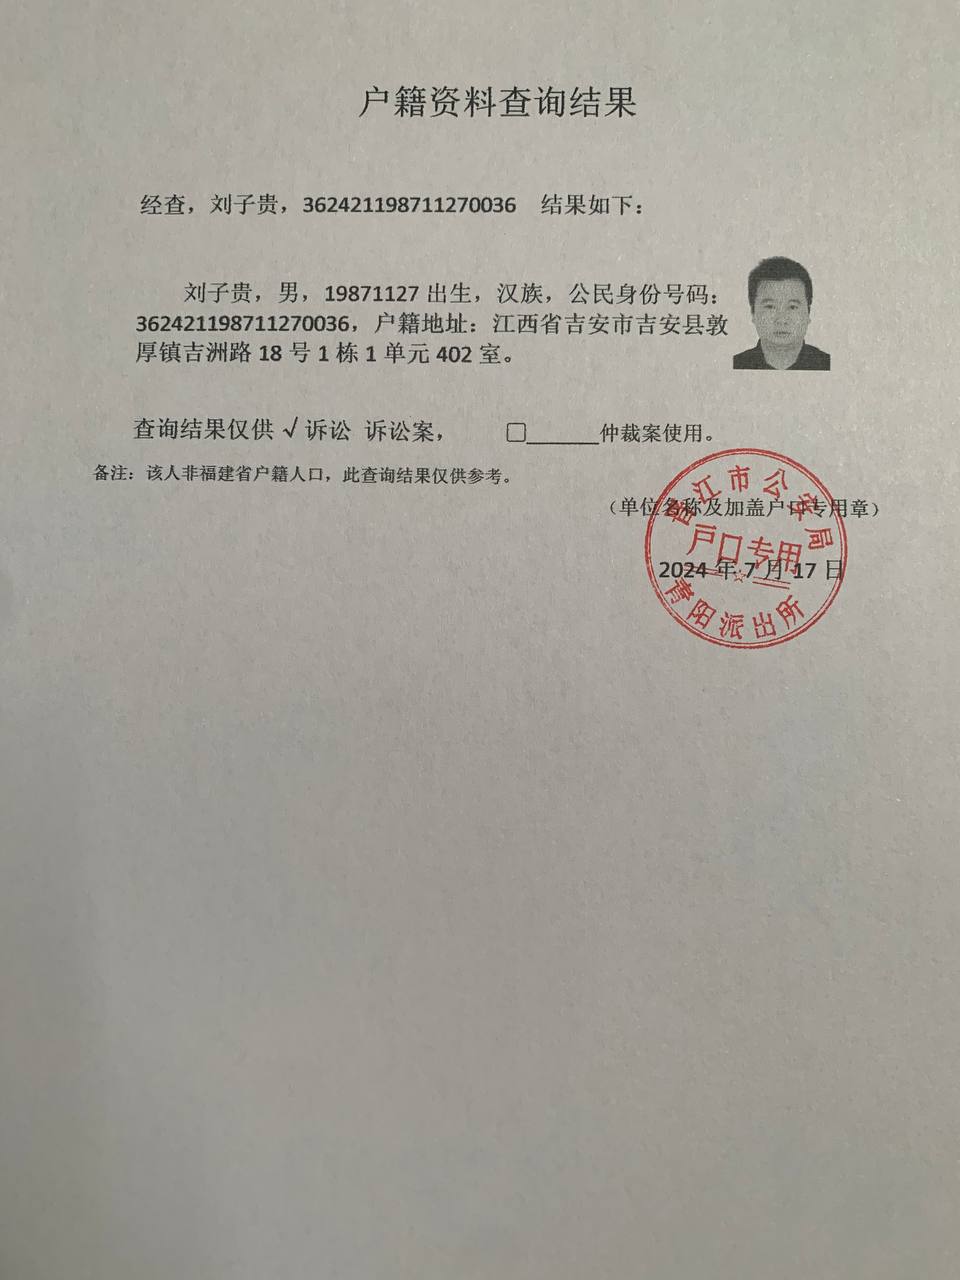 户籍资料查询结果
经查，刘子贵，362421198711270036 结果如下：
刘子贵，男，19871127 出生，汉族，公民身份号码：
362421198711270036，户籍地址：江西省吉安市吉安县敦
厚镇吉洲路 18 号 1 栋 1 单元 402 室。
查询结果仅供 √ 诉讼 诉讼案， □______仲裁案使用。
备注：该人非福建省户籍人口，此查询结果仅供参考。
（单位名称及加盖户口专用章）
2024 年 7 月 17 日
晋江市公安局
户口专用
青阳派出所